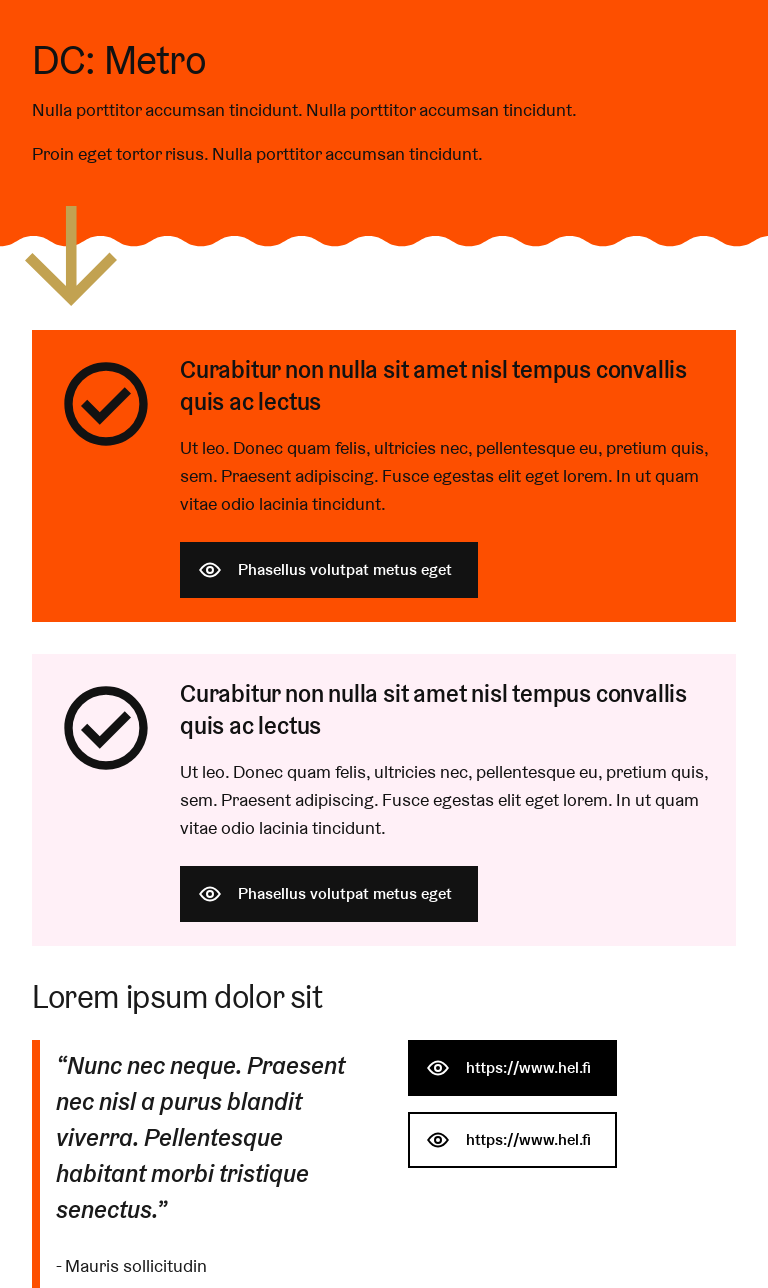 DC: Metro
Nulla porttitor accumsan tincidunt. Nulla porttitor accumsan tincidunt.
Proin eget tortor risus. Nulla porttitor accumsan tincidunt.
Curabitur non nulla sit amet nisl tempus convallis
quis ac lectus
Ut leo. Donec quam felis, ultricies nec, pellentesque eu, pretium quis,
sem. Praesent adipiscing. Fusce egestas elit eget lorem. In ut quam
vitae odio lacinia tincidunt.
Phasellus volutpat metus eget
Curabitur non nulla sit amet nisl tempus convallis
quis ac lectus
Ut leo. Donec quam felis, ultricies nec, pellentesque eu, pretium quis,
sem. Praesent adipiscing. Fusce egestas elit eget lorem. In ut quam
vitae odio lacinia tincidunt.
Phasellus volutpat metus eget
Lorem ipsum dolor sit
“Nunc nec neque. Praesent
nec nisl a purus blandit
viverra. Pellentesque
habitant morbi tristique
senectus.”
- Mauris sollicitudin
https://www.hel.fi
https://www.hel.fi